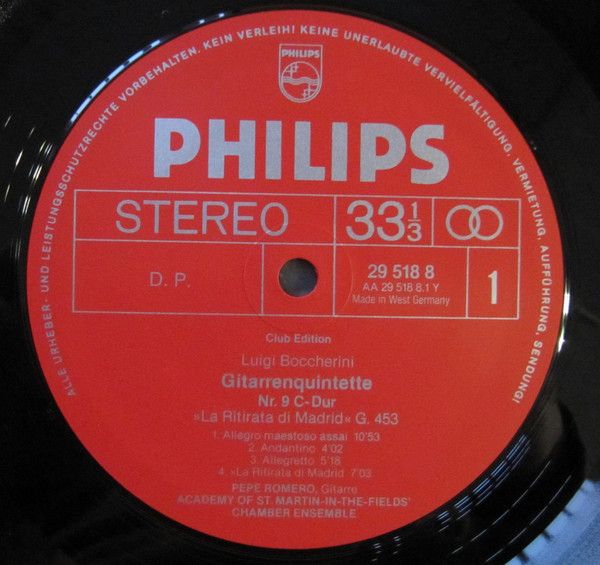 ALLE URHEBER- UND LEISTUNGSSCHUTZRECHTE VORBEHALTEN. KEIN VERLEIH! KEINE UNERLAUBTE VERVIELFÄLTIGUNG, VERMIETUNG, AUFFÜHRUNG, SENDUNG!
PHILIPS
PHILIPS
STEREO 33 1/3
D. P. 29 518 8 1
AA 29 518 8.1 Y
Made in West Germany
Club Edition
Luigi Boccherini
Gitarrenquintette
Nr. 9 C-Dur
»La Ritirata di Madrid« G. 453
1. Allegro maestoso assai 10'53
2. Andantino 4'02
3. Allegretto 5'18
4. »La Ritirata di Madrid 7'03
PEPE ROMERO, Gitarre
ACADEMY OF ST. MARTIN-IN-THE-FIELDS'
CHAMBER ENSEMBLE